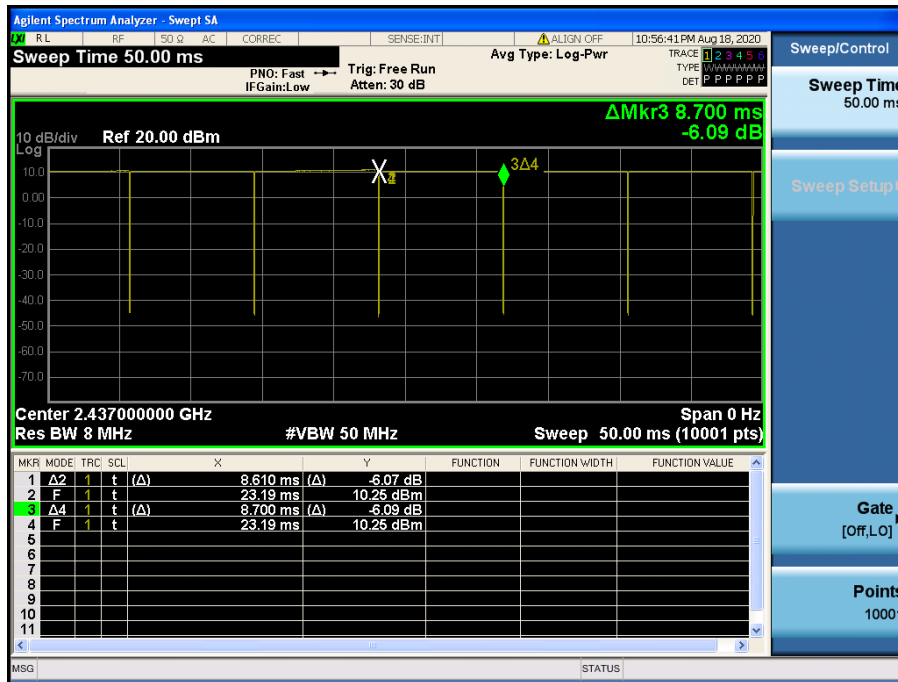 Agilent Spectrum Analyzer - Swept SA
LXI RL RF 50 Ω AC CORREC SENSE:INT ALIGN OFF 10:56:41 PM Aug 18, 2020
Sweep Time 50.00 ms
PNO: Fast
IFGain:Low
Trig: Free Run
Atten: 30 dB
Avg Type: Log-Pwr
TRACE 1 2 3 4 5 6
TYPE
DET P P P P P P
ΔMkr3 8.700 ms
-6.09 dB
10 dB/div Ref 20.00 dBm
Log
10.0
0.00
-10.0
-20.0
-30.0
-40.0
-50.0
-60.0
-70.0
3Δ4
Center 2.437000000 GHz Span 0 Hz
Res BW 8 MHz #VBW 50 MHz Sweep 50.00 ms (10001 pts)
MKR MODE TRC SCL X Y FUNCTION FUNCTION WIDTH FUNCTION VALUE
1 Δ2 1 t (Δ) 8.610 ms (Δ) -6.07 dB
2 F 1 t 23.19 ms 10.25 dBm
3 Δ4 1 t (Δ) 8.700 ms (Δ) -6.09 dB
4 F 1 t 23.19 ms 10.25 dBm
5
6
7
8
9
10
11
MSG STATUS
Sweep/Control
Sweep Time
50.00 ms
Sweep Setup
Gate
[Off,LO]
Points
10001